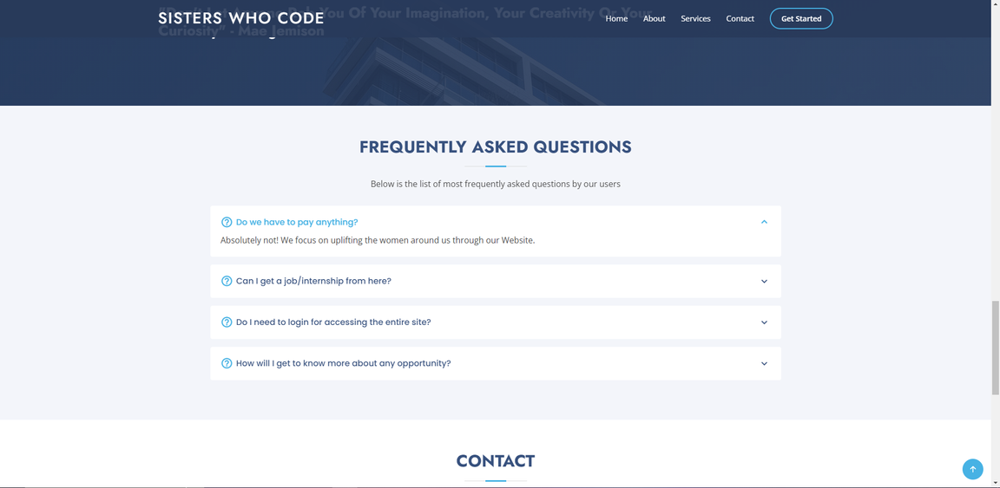 SISTERS WHO CODE
Home About Services Contact Get Started
Of Your Imagination, Your Creativity Or Your
Curiosity" - Mae Jemison
FREQUENTLY ASKED QUESTIONS
Below is the list of most frequently asked questions by our users
Do we have to pay anything?
Absolutely not! We focus on uplifting the women around us through our Website.
Can I get a job/internship from here?
Do I need to login for accessing the entire site?
How will I get to know more about any opportunity?
CONTACT